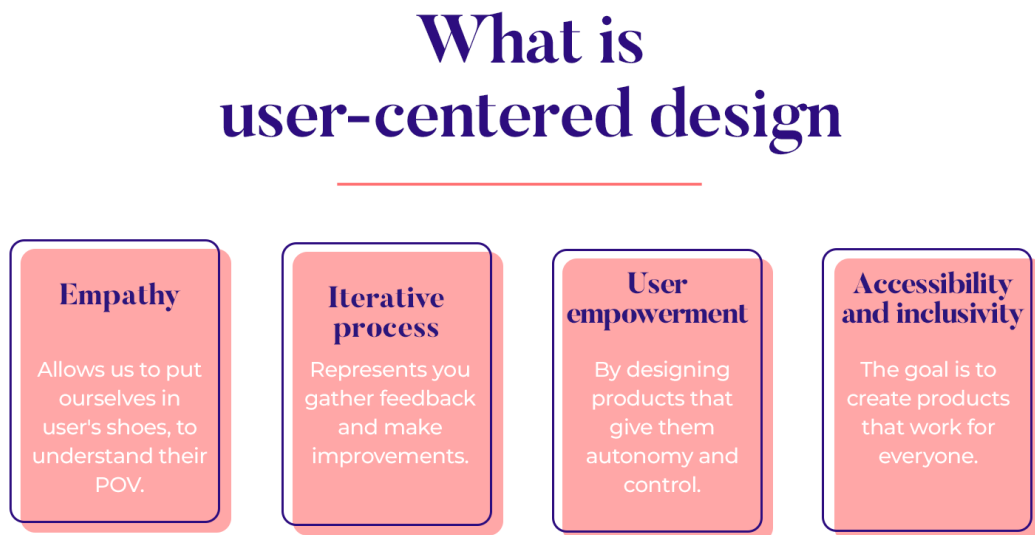 What is
user-centered design
Empathy
Allows us to put
ourselves in
user's shoes, to
understand their
POV.
Iterative
process
Represents you
gather feedback
and make
improvements.
User
empowerment
By designing
products that
give them
autonomy and
control.
Accessibility
and inclusivity
The goal is to
create products
that work for
everyone.